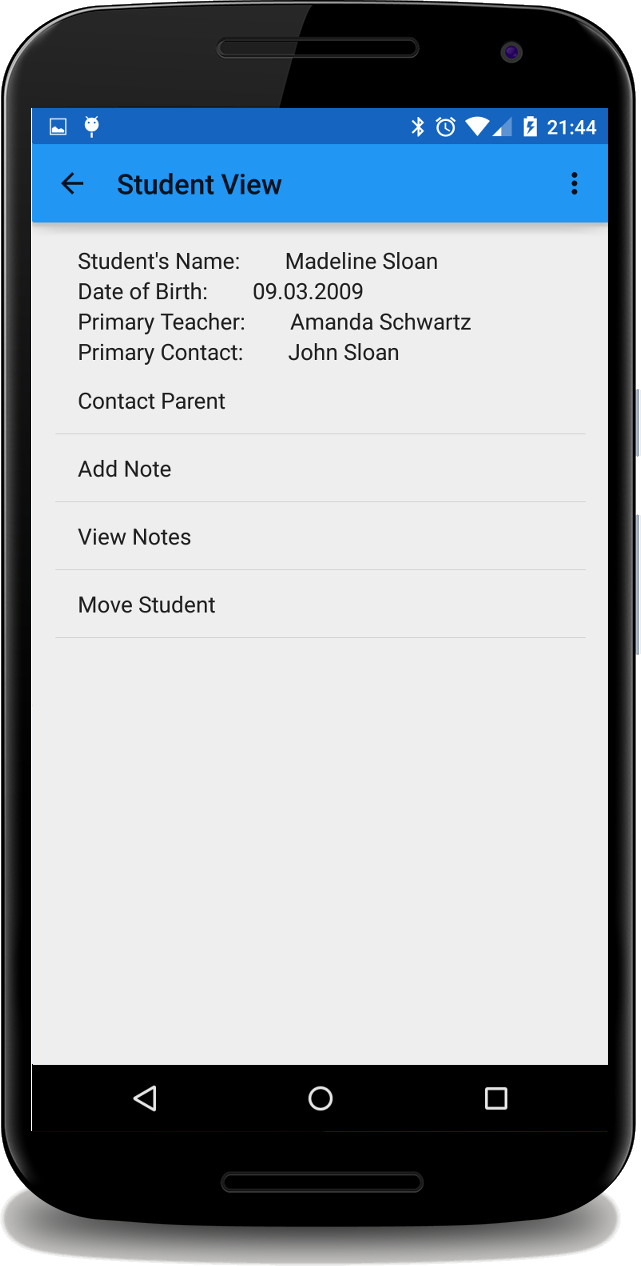 21:44
Student View
Student's Name: Madeline Sloan
Date of Birth: 09.03.2009
Primary Teacher: Amanda Schwartz
Primary Contact: John Sloan
Contact Parent
Add Note
View Notes
Move Student